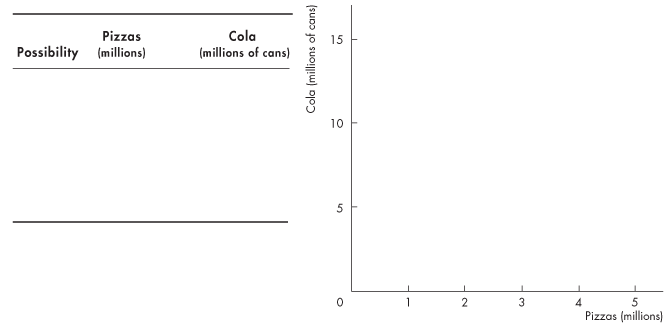 Possibility
Pizzas
(millions)
Cola
(millions of cans)
Cola (millions of cans)
15
10
5
0
1
2
3
4
5
Pizzas (millions)